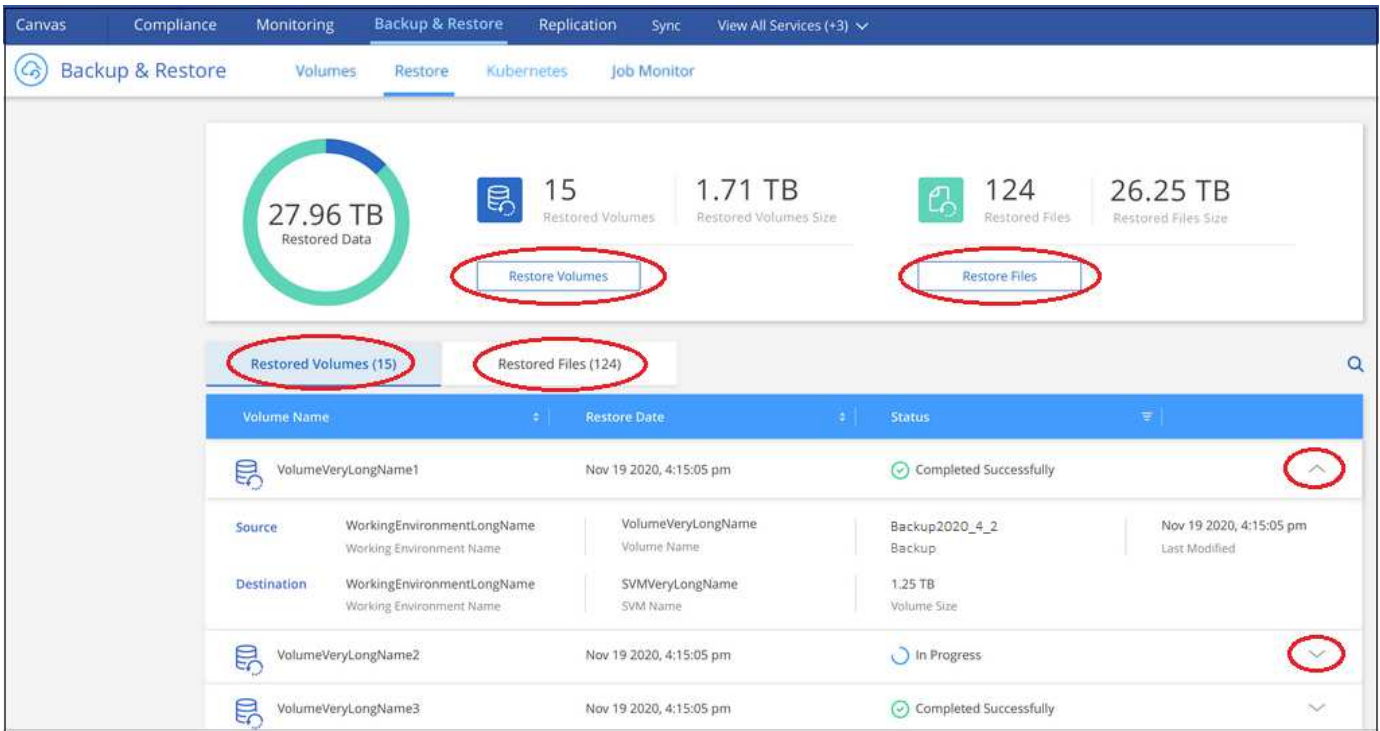 Canvas Compliance Monitoring Backup & Restore Replication Sync View All Services (+3)
Backup & Restore Volumes Restore Kubernetes Job Monitor
27.96 TB
Restored Data
15 1.71 TB
Restored Volumes Restored Volumes Size
Restore Volumes
124 26.25 TB
Restored Files Restored Files Size
Restore Files
Restored Volumes (15) Restored Files (124)
Volume Name Restore Date Status
VolumeVeryLongName1 Nov 19 2020, 4:15:05 pm Completed Successfully
Source WorkingEnvironmentLongName VolumeVeryLongName Backup2020_4_2 Nov 19 2020, 4:15:05 pm
Working Environment Name Volume Name Backup Last Modified
Destination WorkingEnvironmentLongName SVMVeryLongName 1.25 TB
Working Environment Name SVM Name Volume Size
VolumeVeryLongName2 Nov 19 2020, 4:15:05 pm In Progress
VolumeVeryLongName3 Nov 19 2020, 4:15:05 pm Completed Successfully